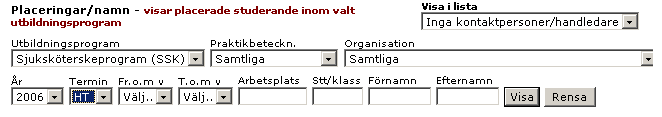 Placeringar/namn - visar placerade studerande inom valt
utbildningsprogram
Visa i lista
Inga kontaktpersoner/handledare
Utbildningsprogram Praktikbeteckn. Organisation
Sjuksköterskeprogram (SSK) Samtliga Samtliga
År Termin Fr.o.m v T.o.m v Arbetsplats Stt/klass Förnamn Efternamn
2006 HT Välj.. Välj.. Visa Rensa